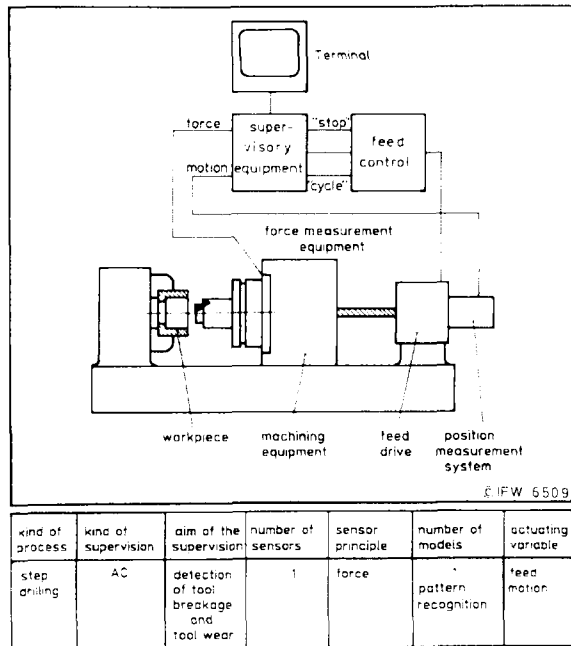 Terminal
force
super-
visory
equipment
motion
"stop"
"cycle"
feed
control
force measurement
equipment
workpiece
machining
equipment
feed
drive
position
measurement
system
© IFW 6509
kind of
process
kind of
supervision
aim of the
supervision
number of
sensors
sensor
principle
number of
models
actuating
variable
step
drilling
AC
detection
of tool
breakage
and
tool wear
1
force
1
pattern
recognition
feed
motion